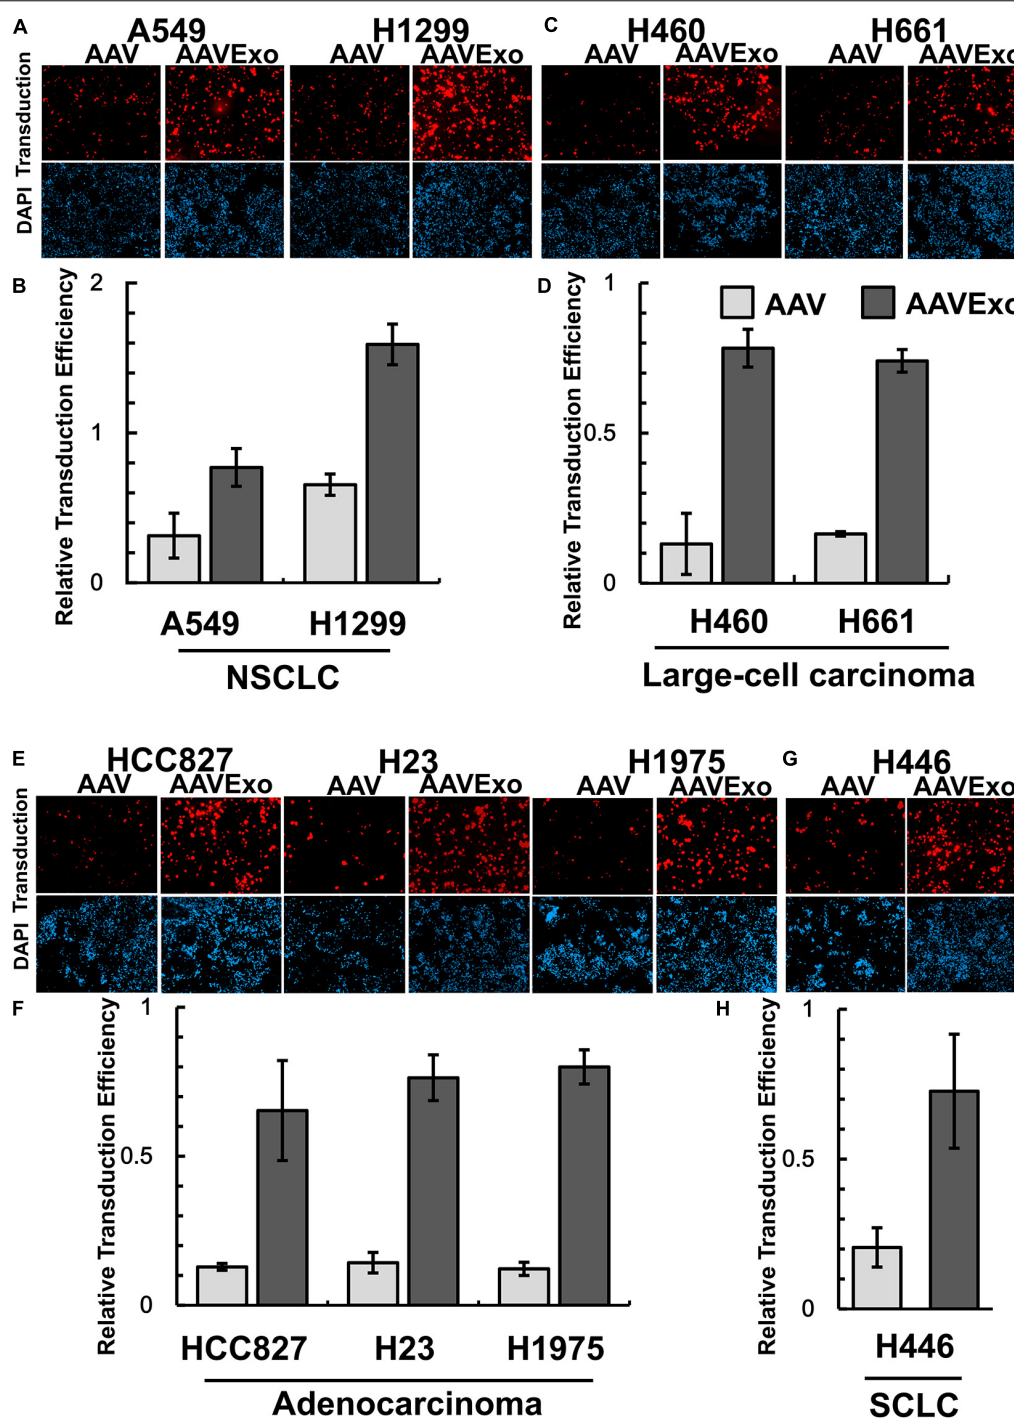 A
A549
H1299
C
H460
H661
AAV AAVExo AAV AAVExo AAV AAVExo AAV AAVExo
Transduction
DAPI
B
Relative Transduction Efficiency
2
1
0
A549
H1299
NSCLC
D
Relative Transduction Efficiency
1
0.5
0
AAV
AAVExo
H460
H661
Large-cell carcinoma
E
HCC827
H23
H1975
G
H446
AAV AAVExo AAV AAVExo AAV AAVExo AAV AAVExo
Transduction
DAPI
F
Relative Transduction Efficiency
1
0.5
0
HCC827
H23
H1975
Adenocarcinoma
H
Relative Transduction Efficiency
1
0.5
0
H446
SCLC